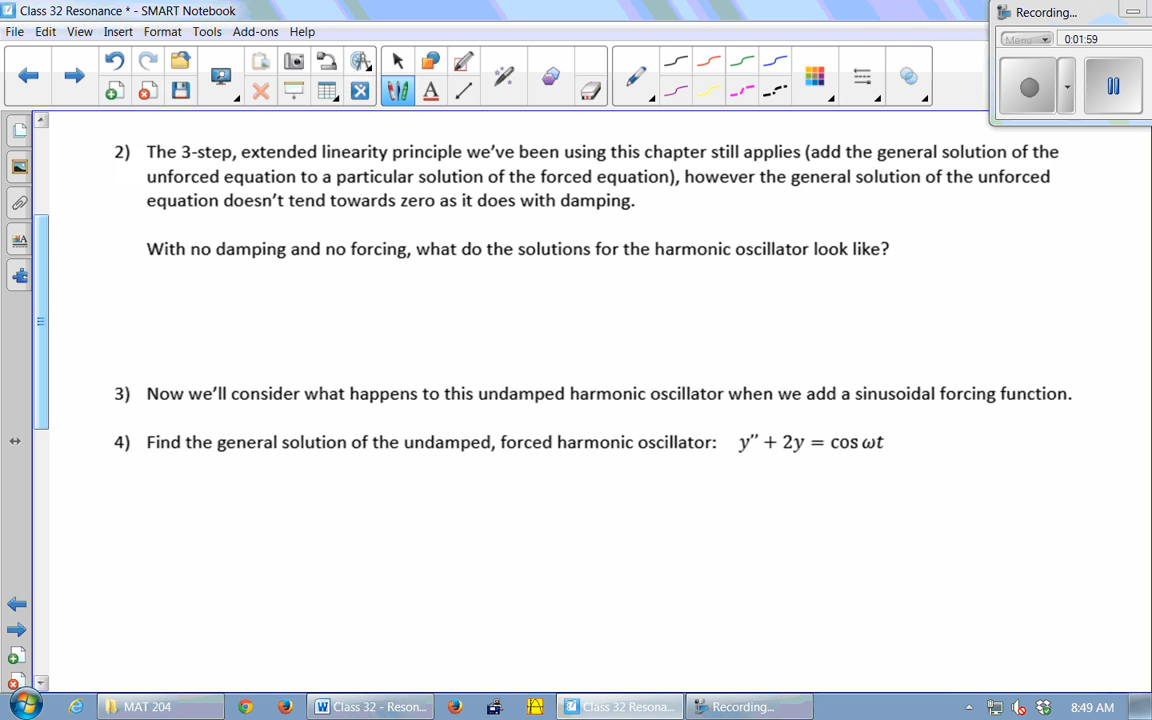 Class 32 Resonance * - SMART Notebook
Recording...
File Edit View Insert Format Tools Add-ons Help
Menu
0:01:59
2) The 3-step, extended linearity principle we've been using this chapter still applies (add the general solution of the
unforced equation to a particular solution of the forced equation), however the general solution of the unforced
equation doesn't tend towards zero as it does with damping.
With no damping and no forcing, what do the solutions for the harmonic oscillator look like?
3) Now we'll consider what happens to this undamped harmonic oscillator when we add a sinusoidal forcing function.
4) Find the general solution of the undamped, forced harmonic oscillator: y″ + 2y = cos ωt
MAT 204
Class 32 - Reson...
Class 32 Resona...
Recording...
8:49 AM